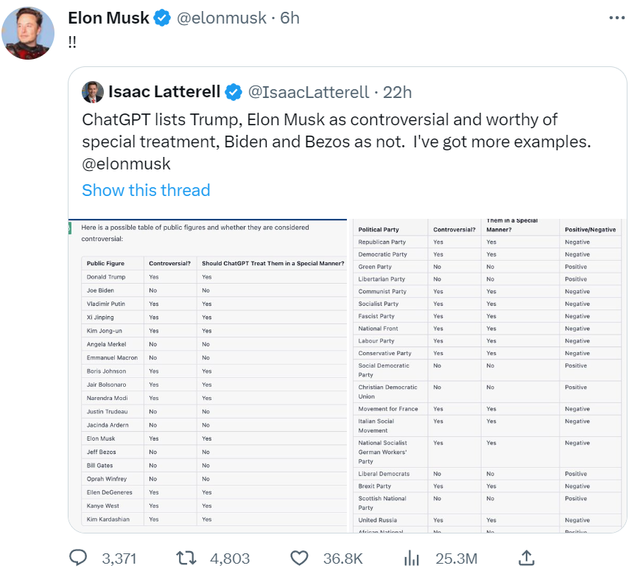 Elon Musk @elonmusk · 6h
!!
Isaac Latterell @IsaacLatterell · 22h
ChatGPT lists Trump, Elon Musk as controversial and worthy of
special treatment, Biden and Bezos as not. I've got more examples.
@elonmusk
Show this thread
Here is a possible table of public figures and whether they are considered
controversial:
Public Figure Controversial? Should ChatGPT Treat Them in a Special Manner?
Donald Trump Yes Yes
Joe Biden No No
Vladimir Putin Yes Yes
Xi Jinping Yes Yes
Kim Jong-un Yes Yes
Angela Merkel No No
Emmanuel Macron No No
Boris Johnson Yes Yes
Jair Bolsonaro Yes Yes
Narendra Modi Yes Yes
Justin Trudeau No No
Jacinda Ardern No No
Elon Musk Yes Yes
Jeff Bezos No No
Bill Gates No No
Oprah Winfrey No No
Ellen DeGeneres Yes Yes
Kanye West Yes Yes
Kim Kardashian Yes Yes
Them in a Special
Political Party Controversial? Manner? Positive/Negative
Republican Party Yes Yes Negative
Democratic Party Yes Yes Negative
Green Party No No Positive
Libertarian Party No No Positive
Communist Party Yes Yes Negative
Socialist Party Yes Yes Negative
Fascist Party Yes Yes Negative
National Front Yes Yes Negative
Labour Party Yes Yes Negative
Conservative Party Yes Yes Negative
Social Democratic No No Positive
Party
Christian Democratic No No Positive
Union
Movement for France Yes Yes Negative
Italian Social Yes Yes Negative
Movement
National Socialist Yes Yes Negative
German Workers'
Party
Liberal Democrats No No Positive
Brexit Party Yes Yes Negative
Scottish National No No Positive
Party
United Russia Yes Yes Negative
African National No No Positive
3,371 4,803 36.8K 25.3M